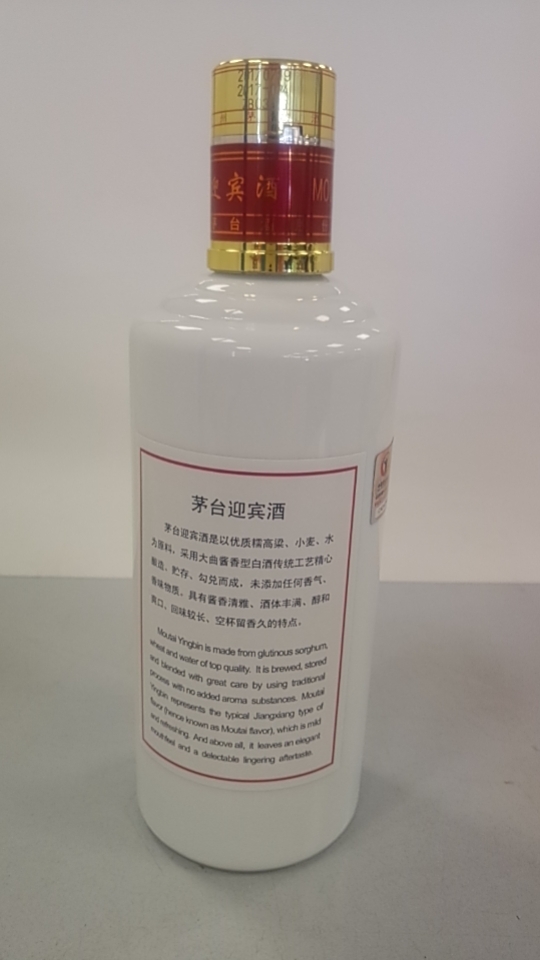 迎宾酒 MO
台
茅台迎宾酒
茅台迎宾酒是以优质糯高粱、小麦、水
为原料，采用大曲酱香型白酒传统工艺精心
酿造、贮存、勾兑而成，未添加任何香气、
香味物质，具有酱香清雅、酒体丰满、醇和
爽口、回味较长、空杯留香久的特点。
Moutai Yingbin is made from glutinous sorghum,
wheat and water of top quality. It is brewed, stored
and blended with great care by using traditional
process with no added aroma substances. Moutai
Yingbin represents the typical Jiangxiang type of
flavor (hence known as Moutai flavor), which is mild
and refreshing. And above all, it leaves an elegant
mouthfeel and a delectable lingering aftertaste.